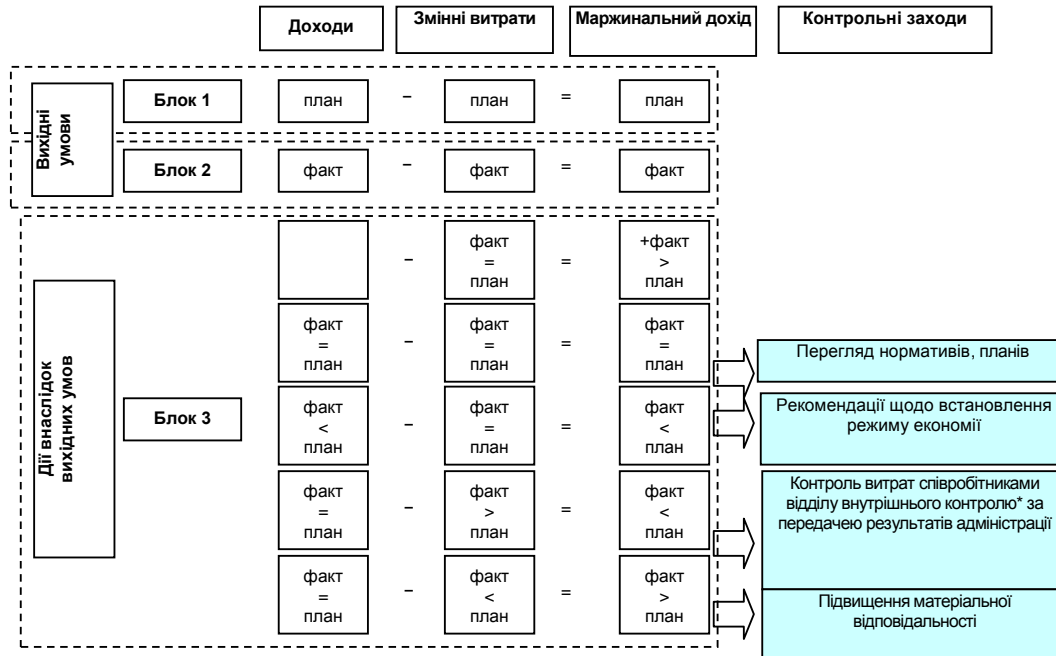 Доходи
Змінні витрати
Маржинальний дохід
Контрольні заходи
Вихідні
умови
Блок 1
план
−
план
=
план
Блок 2
факт
−
факт
=
факт
Дії внаслідок
вихідних умов
Блок 3
−
факт
=
план
=
+факт
>
план
факт
=
план
−
факт
=
план
=
факт
=
план
Перегляд нормативів, планів
факт
<
план
−
факт
=
план
=
факт
<
план
Рекомендації щодо встановлення
режиму економії
факт
=
план
−
факт
>
план
=
факт
<
план
Контроль витрат співробітниками
відділу внутрішнього контролю* за
передачею результатів адміністрації
факт
=
план
−
факт
<
план
=
факт
>
план
Підвищення матеріальної
відповідальності